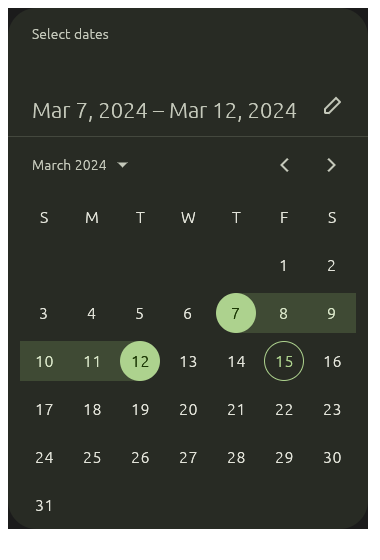 Select dates
Mar 7, 2024 – Mar 12, 2024
March 2024
S M T W T F S
1 2
3 4 5 6 7 8 9
10 11 12 13 14 15 16
17 18 19 20 21 22 23
24 25 26 27 28 29 30
31